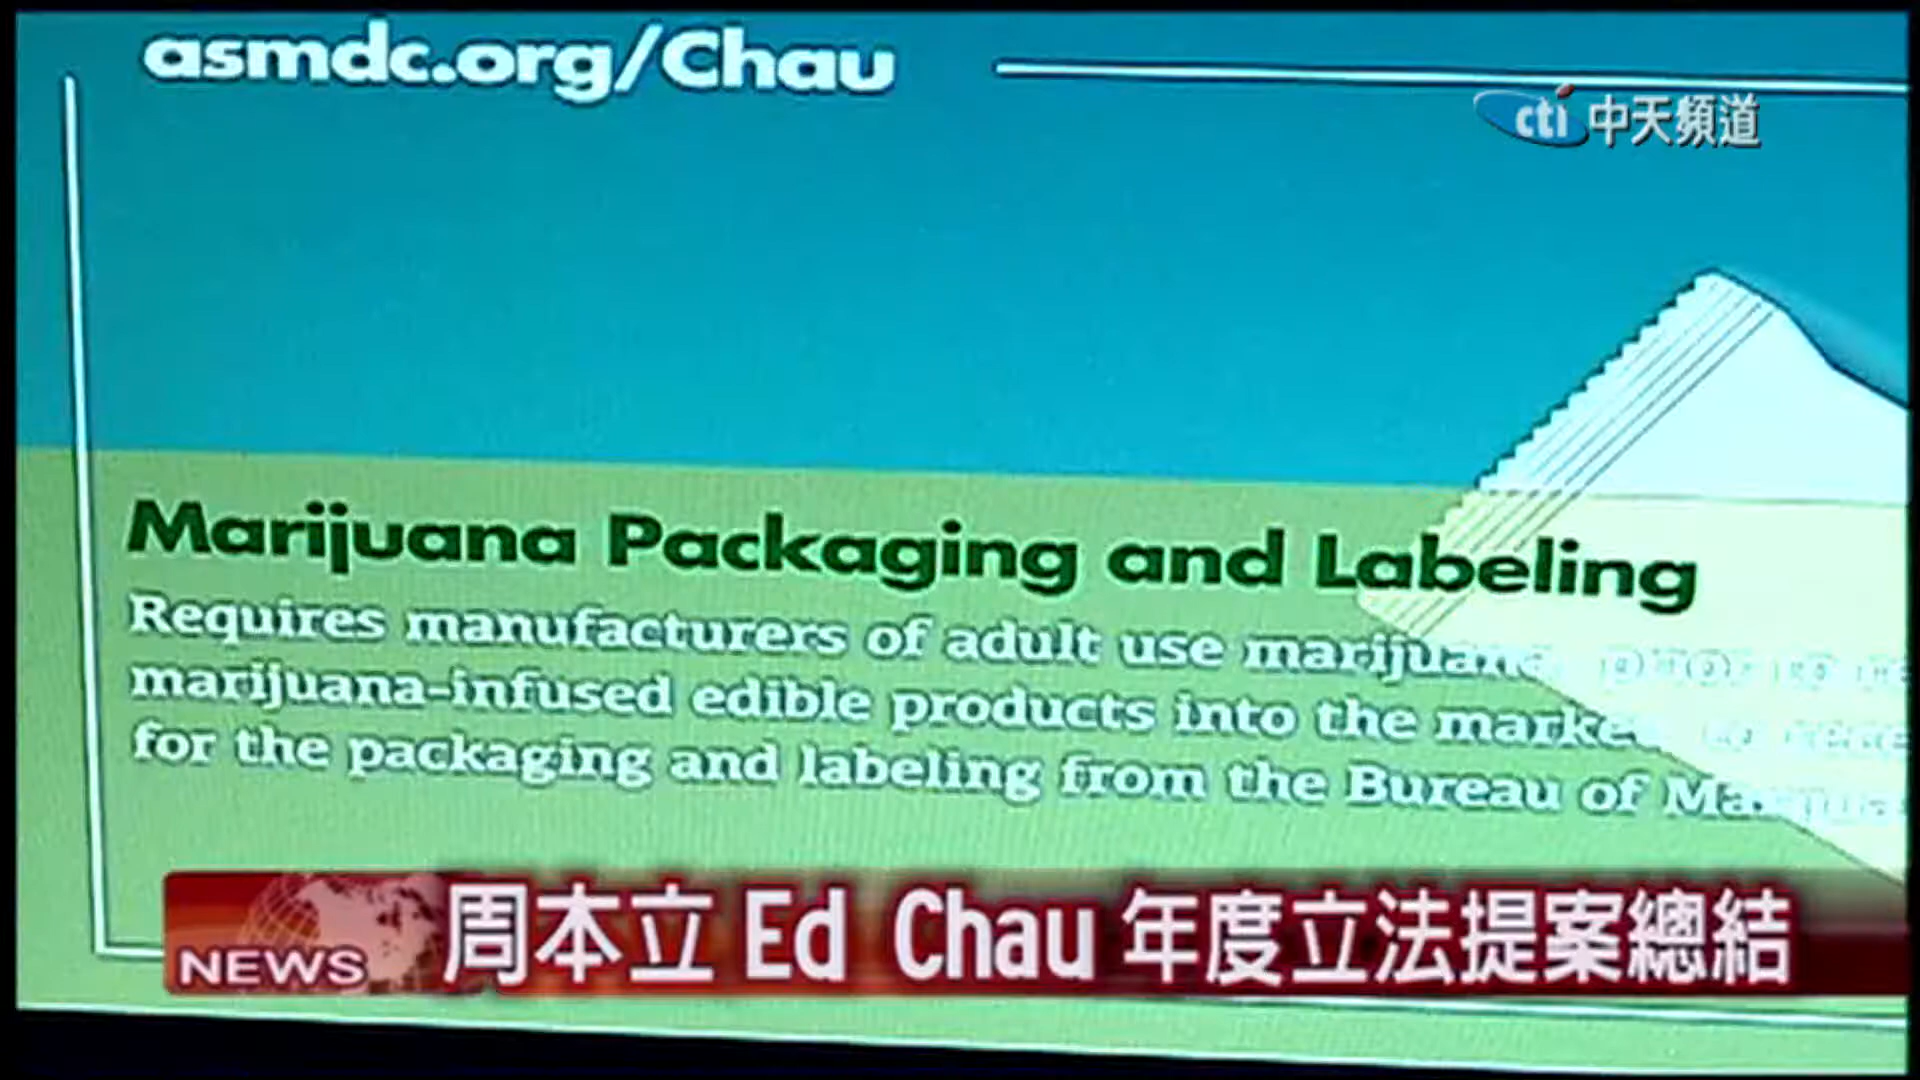 asmdc.org/Chau
cti 中天頻道
Marijuana Packaging and Labeling
Requires manufacturers of adult use marijuana,
marijuana-infused edible products into the market,
for the packaging and labeling from the Bureau of
NEWS 周本立 Ed Chau 年度立法提案總結